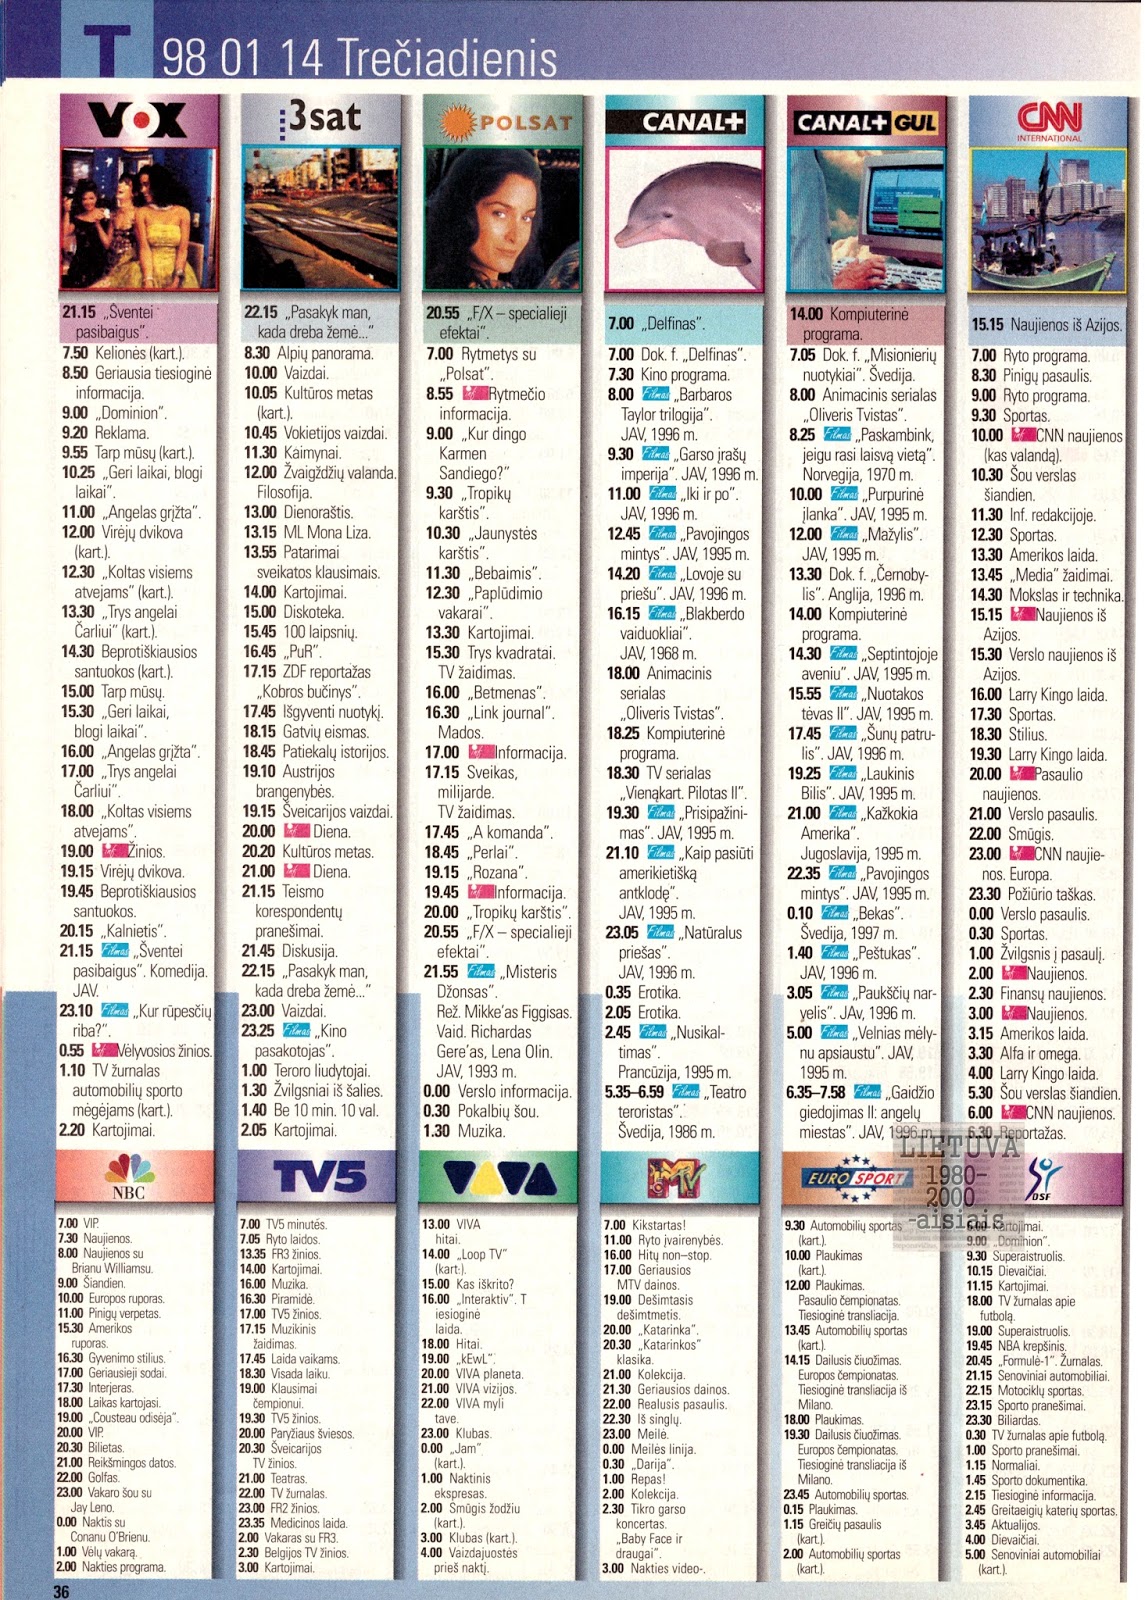 T 98 01 14 Trečiadienis
VOX
21.15 „Šventei
pasibaigus”.
7.50 Kelionės (kart.).
8.50 Geriausia tiesioginė
informacija.
9.00 „Dominion”.
9.20 Reklama.
9.55 Tarp mūsų (kart.).
10.25 „Geri laikai, blogi
laikai”.
11.00 „Angelas grįžta”.
12.00 Virėjų dvikova
(kart.).
12.30 „Koltas visiems
atvejams” (kart.).
13.30 „Trys angelai
Čarliui” (kart.).
14.30 Beprotiškiausios
santuokos (kart.).
15.00 Tarp mūsų.
15.30 „Geri laikai,
blogi laikai”.
16.00 „Angelas grįžta”.
17.00 „Trys angelai
Čarliui”.
18.00 „Koltas visiems
atvejams”.
19.00 Žinios.
19.15 Virėjų dvikova.
19.45 Beprotiškiausios
santuokos.
20.15 „Kalnietis”.
21.15 Filmas „Šventei
pasibaigus”. Komedija.
JAV.
23.10 Filmas „Kur rūpesčių
riba?”.
0.55 Vėlyvosios žinios.
1.10 TV žurnalas
automobilių sporto
mėgėjams (kart.).
2.20 Kartojimai.
3sat
22.15 „Pasakyk man,
kada dreba žemė...”
8.30 Alpių panorama.
10.00 Vaizdai.
10.05 Kultūros metas
(kart.).
10.45 Vokietijos vaizdai.
11.30 Kaimynai.
12.00 Žvaigždžių valanda.
Filosofija.
13.00 Dienoraštis.
13.15 ML Mona Liza.
13.55 Patarimai
sveikatos klausimais.
14.00 Kartojimai.
15.00 Diskoteka.
15.45 100 laipsnių.
16.45 „PuR”.
17.15 ZDF reportažas
„Kobros bučinys”.
17.45 Išgyventi nuotykį.
18.15 Gatvių eismas.
18.45 Patiekalų istorijos.
19.10 Austrijos
brangenybės.
19.15 Šveicarijos vaizdai.
20.00 Diena.
20.20 Kultūros metas.
21.00 Diena.
21.15 Teismo
korespondentų
pranešimai.
21.45 Diskusija.
22.15 „Pasakyk man,
kada dreba žemė...”
23.00 Vaizdai.
23.25 Filmas „Kino
pasakotojas”.
1.00 Teroro liudytojai.
1.30 Žvilgsniai iš šalies.
1.40 Be 10 min. 10 val.
2.05 Kartojimai.
POLSAT
20.55 „F/X – specialieji
efektai”.
7.00 Rytmetys su
„Polsat”.
8.55 Rytmečio
informacija.
9.00 „Kur dingo
Karmen
Sandiego?”
9.30 „Tropikų
karštis”.
10.30 „Jaunystės
karštis”.
11.30 „Bebaimis”.
12.30 „Paplūdimio
vakarai”.
13.30 Kartojimai.
15.30 Trys kvadratai.
TV žaidimas.
16.00 „Betmenas”.
16.30 „Link journal”.
Mados.
17.00 Informacija.
17.15 Sveikas,
milijarde.
TV žaidimas.
17.45 „A komanda”.
18.45 „Perlai”.
19.15 „Rozana”.
19.45 Informacija.
20.00 „Tropikų karštis”.
20.55 „F/X – specialieji
efektai”.
21.55 Filmas „Misteris
Džonsas”.
Rež. Mikke’as Figgisas.
Vaid. Richardas
Gere’as, Lena Olin.
JAV, 1993 m.
0.00 Verslo informacija.
0.30 Pokalbių šou.
1.30 Muzika.
CANAL+
7.00 „Delfinas”.
7.00 Dok. f. „Delfinas”.
7.30 Kino programa.
8.00 Filmas „Barbaros
Taylor trilogija”.
JAV, 1996 m.
9.30 Filmas „Garso įrašų
imperija”. JAV, 1996 m.
11.00 Filmas „Iki ir po”.
JAV, 1996 m.
12.45 Filmas „Pavojingos
mintys”. JAV, 1995 m.
14.20 Filmas „Lovoje su
priešu”. JAV, 1996 m.
16.15 Filmas „Blakberdo
vaiduokliai”.
JAV, 1968 m.
18.00 Animacinis
serialas
„Oliveris Tvistas”.
18.25 Kompiuterinė
programa.
18.30 TV serialas
„Vienąkart. Pilotas II”.
19.30 Filmas „Prisipažini-
mas”. JAV, 1995 m.
21.10 Filmas „Kaip pasiūti
amerikietišką
antklodę”.
JAV, 1995 m.
23.05 Filmas „Natūralus
priešas”.
JAV, 1996 m.
0.35 Erotika.
2.05 Erotika.
2.45 Filmas „Nusikal-
timas”.
Prancūzija, 1995 m.
5.35–6.59 Filmas „Teatro
teroristas”.
Švedija, 1986 m.
CANAL+ GUL
14.00 Kompiuterinė
programa.
7.05 Dok. f. „Misionierių
nuotykiai”. Švedija.
8.00 Animacinis serialas
„Oliveris Tvistas”.
8.25 Filmas „Paskambink,
jeigu rasi laisvą vietą”.
Norvegija, 1970 m.
10.00 Filmas „Purpurinė
įlanka”. JAV, 1995 m.
12.00 Filmas „Mažylis”.
JAV, 1995 m.
13.30 Dok. f. „Černoby-
lis”. Anglija, 1996 m.
14.00 Kompiuterinė
programa.
14.30 Filmas „Septintojoje
aveniu”. JAV, 1995 m.
15.55 Filmas „Nuotakos
tėvas II”. JAV, 1995 m.
17.45 Filmas „Šunų patru-
lis”. JAV, 1996 m.
19.25 Filmas „Laukinis
Bilis”. JAV, 1995 m.
21.00 Filmas „Kažkokia
Amerika”.
Jugoslavija, 1995 m.
22.35 Filmas „Pavojingos
mintys”. JAV, 1995 m.
0.10 Filmas „Bekas”.
Švedija, 1997 m.
1.40 Filmas „Peštukas”.
JAV, 1996 m.
3.05 Filmas „Paukščių nar-
velis”. JAV, 1996 m.
5.00 Filmas „Velnias mėly-
nu apsiaustu”. JAV,
1995 m.
6.35–7.58 Filmas „Gaidžio
giedojimas II: angelų
miestas”. JAV, 1996 m.
CNN
INTERNATIONAL
15.15 Naujienos iš Azijos.
7.00 Ryto programa.
8.30 Pinigų pasaulis.
9.00 Ryto programa.
9.30 Sportas.
10.00 CNN naujienos
(kas valandą).
10.30 Šou verslas
šiandien.
11.30 Inf. redakcijoje.
12.30 Sportas.
13.30 Amerikos laida.
13.45 „Media” žaidimai.
14.30 Mokslas ir technika.
15.15 Naujienos iš
Azijos.
15.30 Verslo naujienos iš
Azijos.
16.00 Larry Kingo laida.
17.30 Sportas.
18.30 Stilius.
19.30 Larry Kingo laida.
20.00 Pasaulio
naujienos.
21.00 Verslo pasaulis.
22.00 Smūgis.
23.00 CNN naujie-
nos. Europa.
23.30 Požiūrio taškas.
0.00 Verslo pasaulis.
0.30 Sportas.
1.00 Žvilgsnis į pasaulį.
2.00 Naujienos.
2.30 Finansų naujienos.
3.00 Naujienos.
3.15 Amerikos laida.
3.30 Alfa ir omega.
4.00 Larry Kingo laida.
5.30 Šou verslas šiandien.
6.00 CNN naujienos.
6.30 Reportažas.
NBC
7.00 VIP.
7.30 Naujienos.
8.00 Naujienos su
Brianu Williamsu.
9.00 Šiandien.
10.00 Europos ruporas.
11.00 Pinigų verpetas.
15.30 Amerikos
ruporas.
16.30 Gyvenimo stilius.
17.00 Geriausieji sodai.
17.30 Interjeras.
18.00 Laikas kartojasi.
19.00 „Cousteau odisėja”.
20.00 VIP.
20.30 Bilietas.
21.00 Reikšmingos datos.
22.00 Golfas.
23.00 Vakaro šou su
Jay Leno.
0.00 Naktis su
Conanu O’Brienu.
1.00 Vėlų vakarą.
2.00 Nakties programa.
TV5
7.00 TV5 minutės.
7.05 Ryto laidos.
13.35 FR3 žinios.
14.00 Kartojimai.
16.00 Muzika.
16.30 Piramidė.
17.00 TV5 žinios.
17.15 Muzikinis
žaidimas.
17.45 Laida vaikams.
18.30 Visada laiku.
19.00 Klausimai
čempionui.
19.30 TV5 žinios.
20.00 Paryžiaus šviesos.
20.30 Šveicarijos
TV žinios.
21.00 Teatras.
22.00 TV žurnalas.
23.00 FR2 žinios.
23.35 Medicinos laida.
2.00 Vakaras su FR3.
2.30 Belgijos TV žinios.
3.00 Kartojimai.
VIVA
13.00 VIVA
hitai.
14.00 „Loop TV”
(kart.).
15.00 Kas iškrito?
16.00 „Interaktiv”. T
iesioginė
laida.
18.00 Hitai.
19.00 „kEwL”.
20.00 VIVA planeta.
21.00 VIVA vizijos.
22.00 VIVA myli
tave.
23.00 Klubas.
0.00 „Jam”.
(kart.).
1.00 Naktinis
ekspresas.
2.00 Smūgis žodžiu
(kart.).
3.00 Klubas (kart.).
4.00 Vaizdajuostės
prieš naktį.
MTV
7.00 Kikstartas!
11.00 Ryto įvairenybės.
16.00 Hitų non–stop.
17.00 Geriausios
MTV dainos.
19.00 Dešimtasis
dešimtmetis.
20.00 „Katarinka”.
20.30 „Katarinkos”
klasika.
21.00 Kolekcija.
21.30 Geriausios dainos.
22.00 Realusis pasaulis.
22.30 Iš singlų.
23.00 Meilė.
0.00 Meilės linija.
0.30 „Darija”.
1.00 Repas!
2.00 Kolekcija.
2.30 Tikro garso
koncertas.
„Baby Face ir
draugai”.
3.00 Nakties video-.
EUROSPORT
9.30 Automobilių sportas
(kart.).
10.00 Plaukimas
(kart.).
12.00 Plaukimas.
Pasaulio čempionatas.
Tiesioginė transliacija.
13.45 Automobilių sportas
(kart.).
14.15 Dailusis čiuožimas.
Europos čempionatas.
Tiesioginė transliacija iš
Milano.
18.00 Plaukimas.
19.30 Dailusis čiuožimas.
Europos čempionatas.
Tiesioginė transliacija iš
Milano.
23.45 Automobilių sportas.
0.15 Plaukimas.
1.15 Greičių pasaulis
(kart.).
2.00 Automobilių sportas
(kart.).
DSF
6.00 Kartojimai.
9.00 „Dominion”.
9.30 Superaistruolis.
10.15 Dievaičiai.
11.15 Kartojimai.
18.00 TV žurnalas apie
futbolą.
19.00 Superaistruolis.
19.45 NBA krepšinis.
20.45 „Formulė-1”. Žurnalas.
21.15 Senoviniai automobiliai.
22.15 Motociklų sportas.
23.15 Sporto pranešimai.
23.30 Biliardas.
0.30 TV žurnalas apie futbolą.
1.00 Sporto pranešimai.
1.15 Normaliai.
1.45 Sporto dokumentika.
2.15 Tiesioginė informacija.
2.45 Greitaeigių katerių sportas.
3.45 Aktualijos.
4.00 Dievaičiai.
5.00 Senoviniai automobiliai
(kart.).
LIETUVA
1980-
2000
-aisiais
36